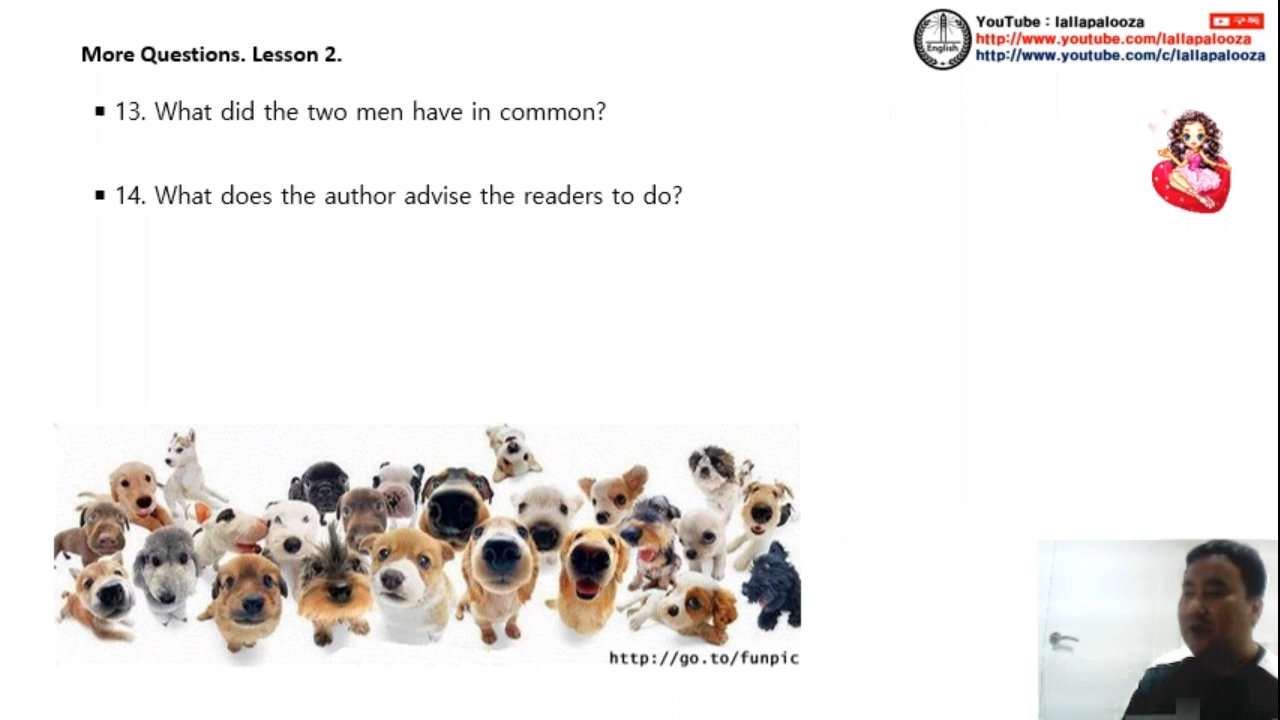 More Questions. Lesson 2.
English
YouTube : lallapalooza
http://www.youtube.com/lallapalooza
http://www.youtube.com/c/lallapalooza
▪ 13. What did the two men have in common?
▪ 14. What does the author advise the readers to do?
http://go.to/funpic